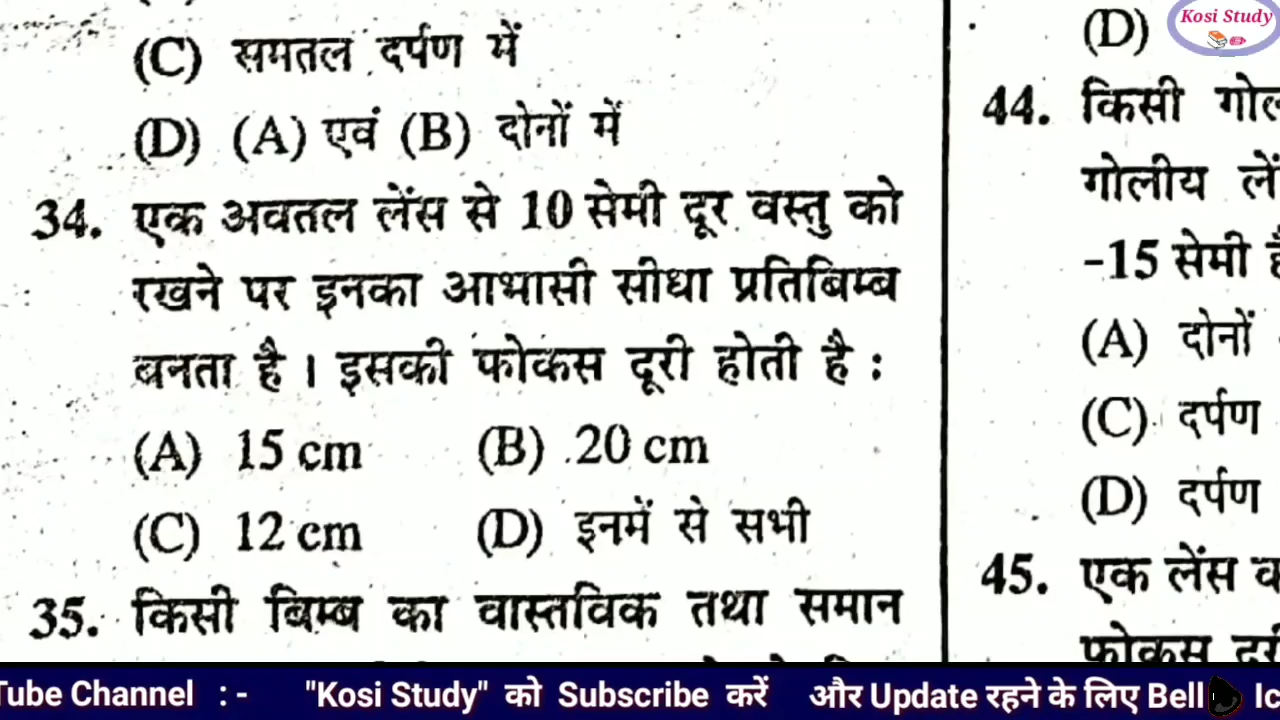 (C) समतल दर्पण में
(D) (A) एवं (B) दोनों में
34. एक अवतल लेंस से 10 सेमी दूर वस्तु को
रखने पर इनका आभासी सीधा प्रतिबिम्ब
बनता है । इसकी फोकस दूरी होती है :
(A) 15 cm (B) 20 cm
(C) 12 cm (D) इनमें से सभी
35. किसी बिम्ब का वास्तविक तथा समान
(D)
44. किसी
गोलीय
-15 सेमी
(A) दोनों
(C) दर्पण
(D) दर्पण
45. एक लेंस
Kosi Study
Tube Channel : - "Kosi Study" को Subscribe करें और Update रहने के लिए Bell